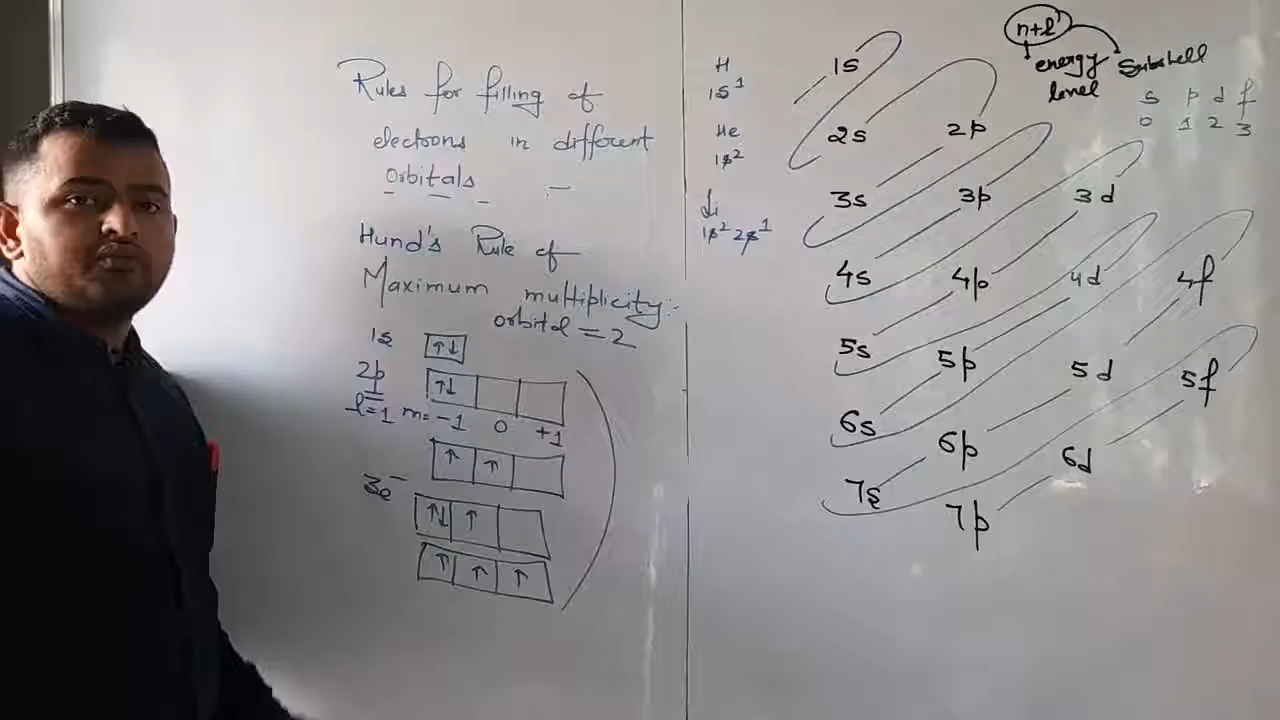 Rules for filling of
electrons in different
orbitals
Hund's Rule of
Maximum multiplicity:-
orbital = 2
1s ↑↓
2p ↑↓
l=1 m= -1 0 +1
↑ ↑
3e⁻
↑↓ ↑
↑ ↑ ↑
H
1s¹
He
1s²
Li
1s² 2s¹
n+l
energy
level
Subshell
s p d f
0 1 2 3
1s
2s 2p
3s 3p 3d
4s 4p 4d 4f
5s 5p 5d 5f
6s 6p 6d
7s 7p